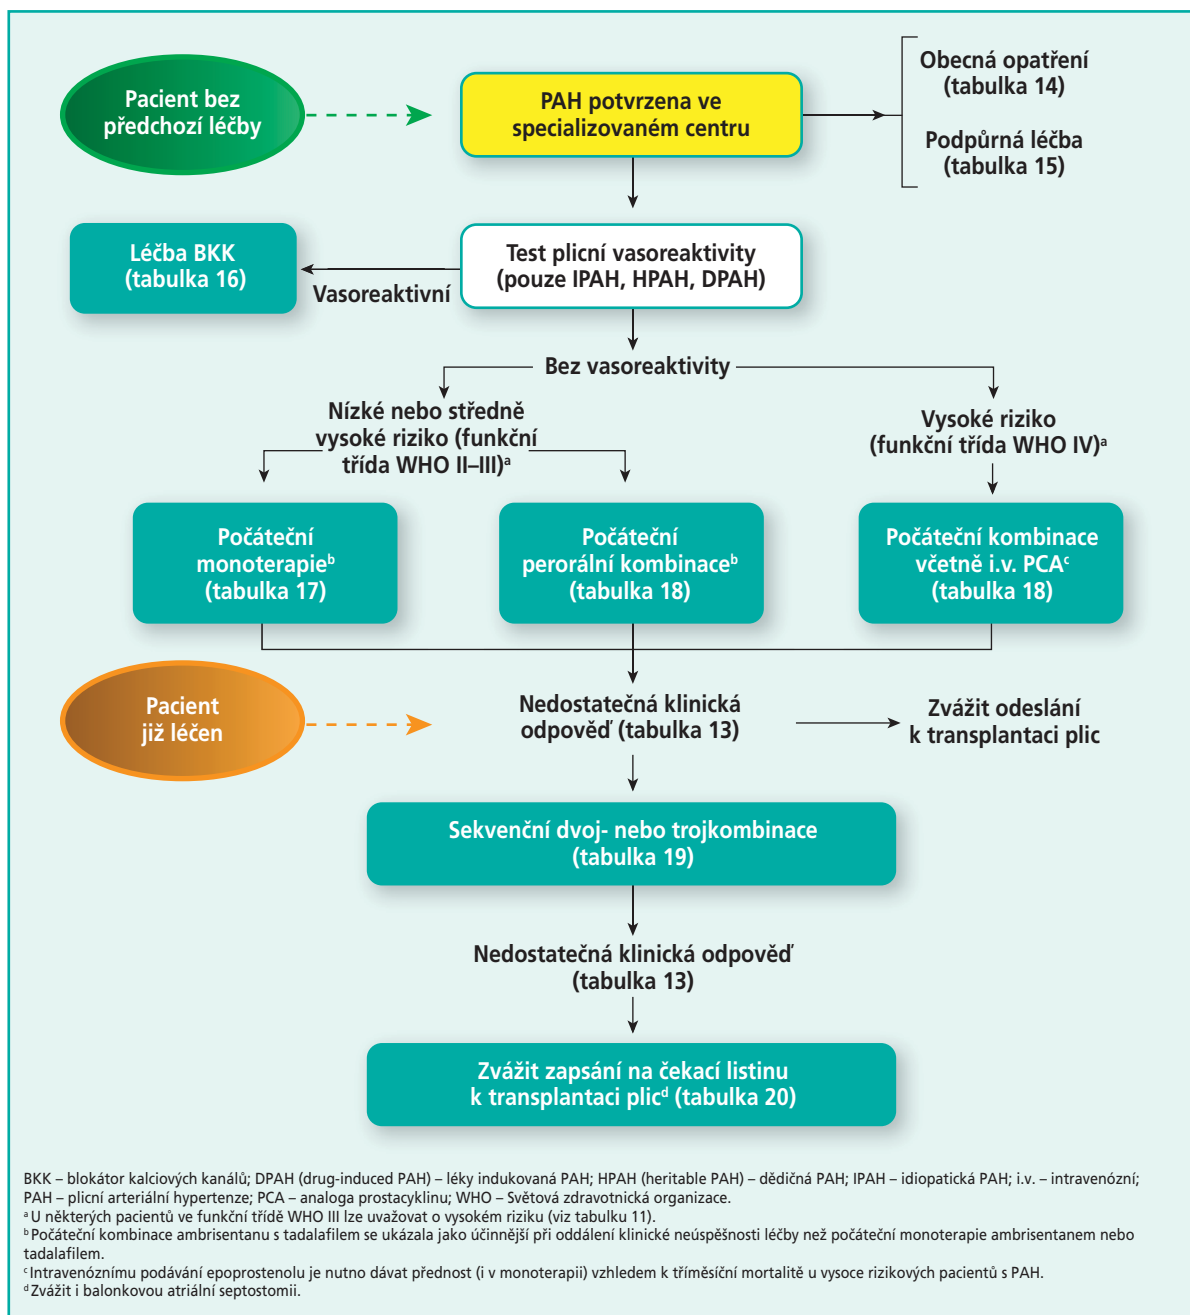 Pacient bez
předchozí léčby
PAH potvrzena ve
specializovaném centru
Obecná opatření
(tabulka 14)
Podpůrná léčba
(tabulka 15)
Léčba BKK
(tabulka 16)
Vasoreaktivní
Test plicní vasoreaktivity
(pouze IPAH, HPAH, DPAH)
Bez vasoreaktivity
Nízké nebo středně
vysoké riziko (funkční
třída WHO II–III)ᵃ
Vysoké riziko
(funkční třída WHO IV)ᵃ
Počáteční
monoterapieᵇ
(tabulka 17)
Počáteční
perorální kombinaceᵇ
(tabulka 18)
Počáteční kombinace
včetně i.v. PCAᶜ
(tabulka 18)
Pacient
již léčen
Nedostatečná klinická
odpověď (tabulka 13)
Zvážit odeslání
k transplantaci plic
Sekvenční dvoj- nebo trojkombinace
(tabulka 19)
Nedostatečná klinická odpověď
(tabulka 13)
Zvážit zapsání na čekací listinu
k transplantaci plicᵈ (tabulka 20)
BKK – blokátor kalciových kanálů; DPAH (drug-induced PAH) – léky indukovaná PAH; HPAH (heritable PAH) – dědičná PAH; IPAH – idiopatická PAH; i.v. – intravenózní;
PAH – plicní arteriální hypertenze; PCA – analoga prostacyklinu; WHO – Světová zdravotnická organizace.
ᵃ U některých pacientů ve funkční třídě WHO III lze uvažovat o vysokém riziku (viz tabulku 11).
ᵇ Počáteční kombinace ambrisentanu s tadalafilem se ukázala jako účinnější při oddálení klinické neúspěšnosti léčby než počáteční monoterapie ambrisentanem nebo
tadalafilem.
ᶜ Intravenóznímu podávání epoprostenolu je nutno dávat přednost (i v monoterapii) vzhledem k tříměsíční mortalitě u vysoce rizikových pacientů s PAH.
ᵈ Zvážit i balonkovou atriální septostomii.